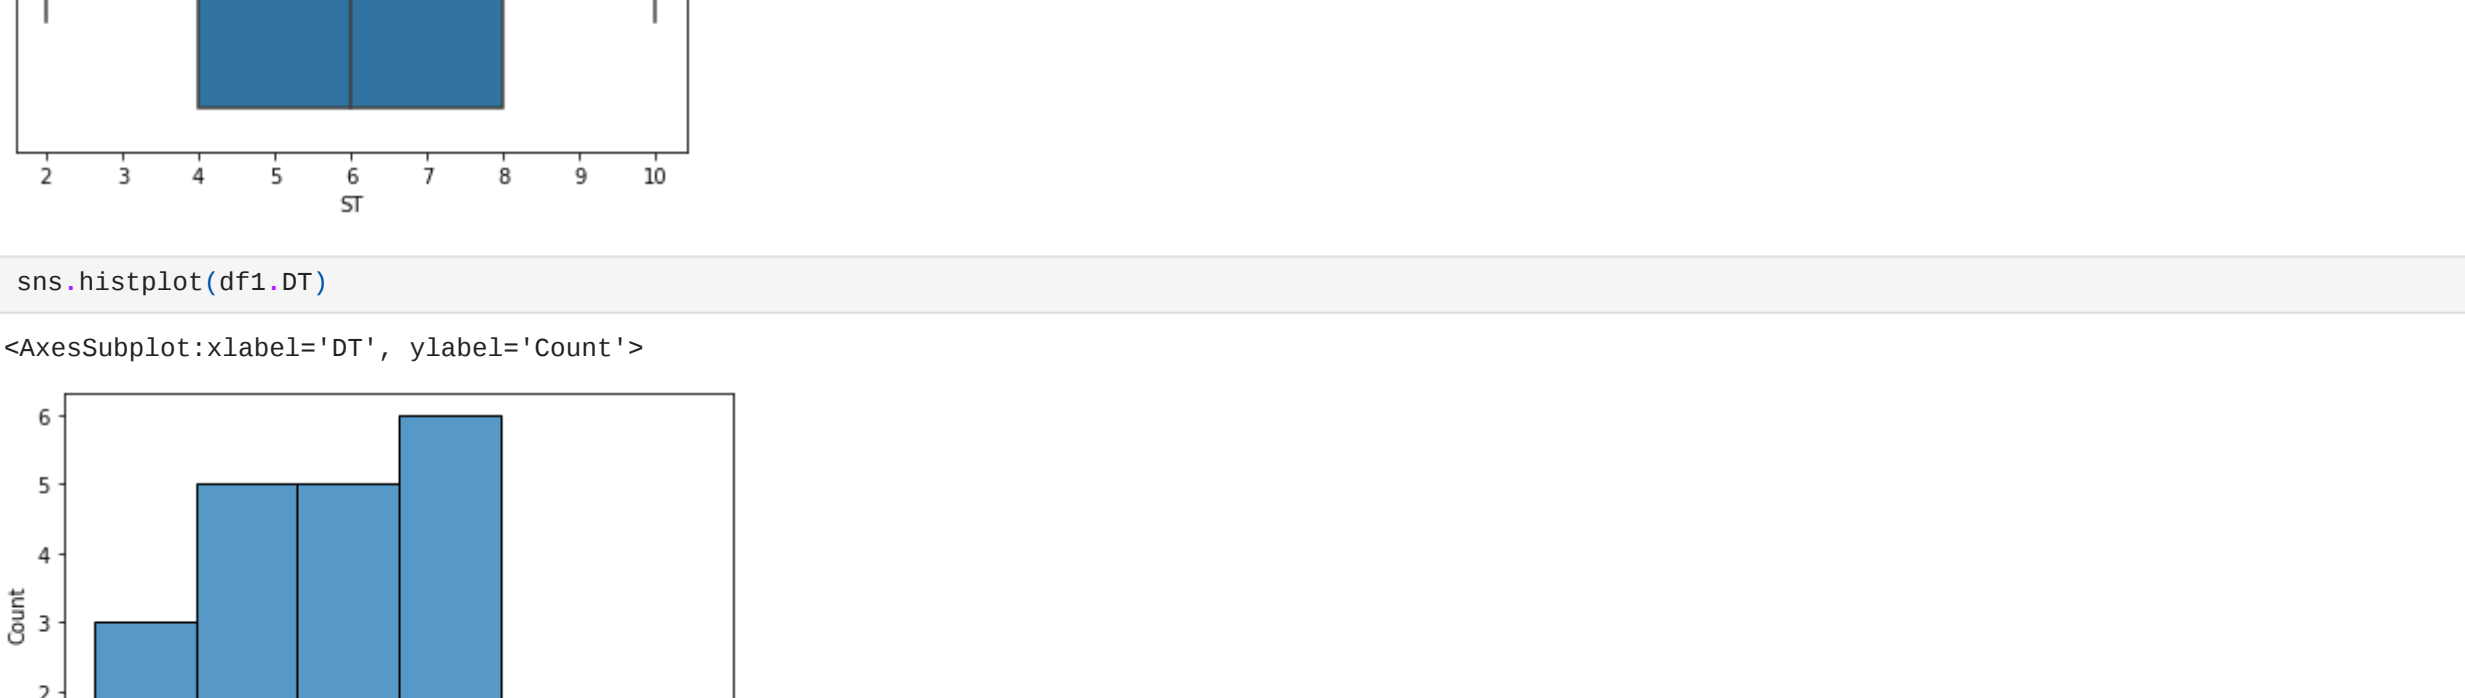 2 3 4 5 6 7 8 9 10
ST
sns.histplot(df1.DT)
<AxesSubplot:xlabel='DT', ylabel='Count'>
6
5
4
Count
3
2